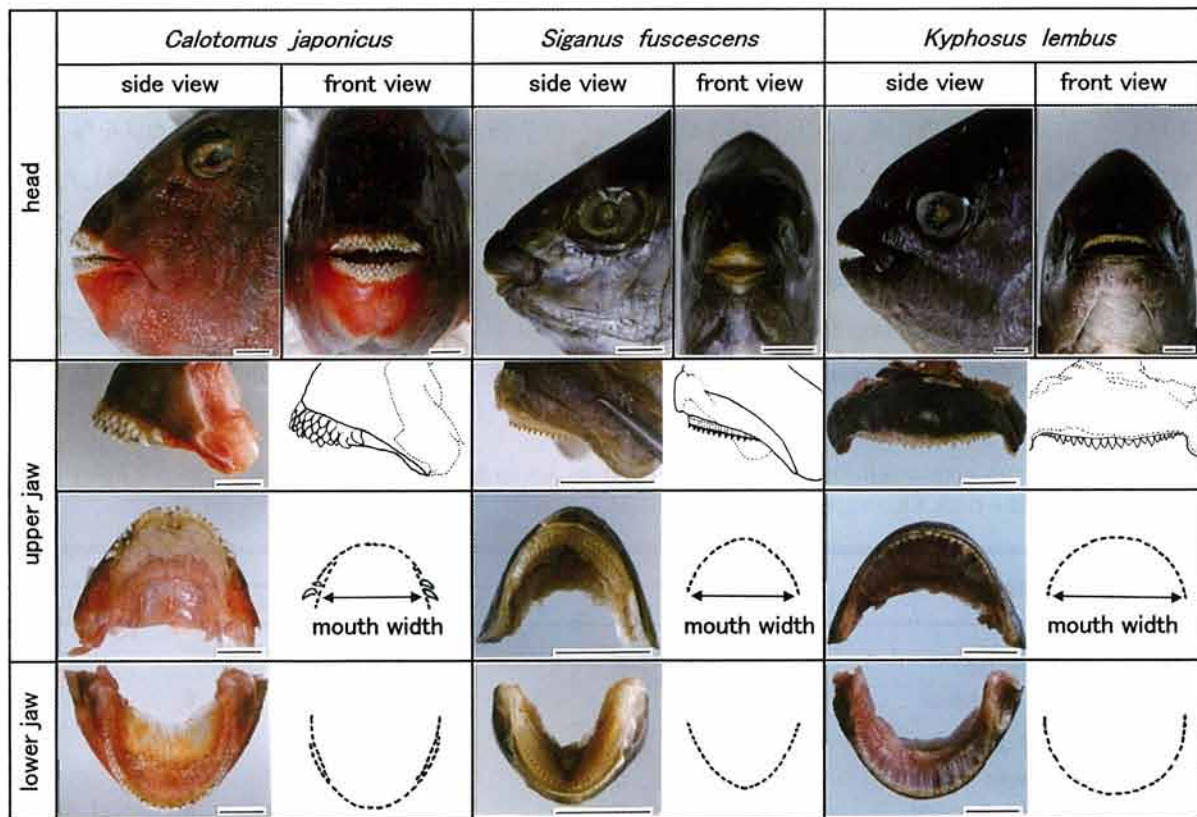 Calotomus japonicus
Siganus fuscescens
Kyphosus lembus
side view
front view
side view
front view
side view
front view
head
upper jaw
mouth width
mouth width
mouth width
lower jaw